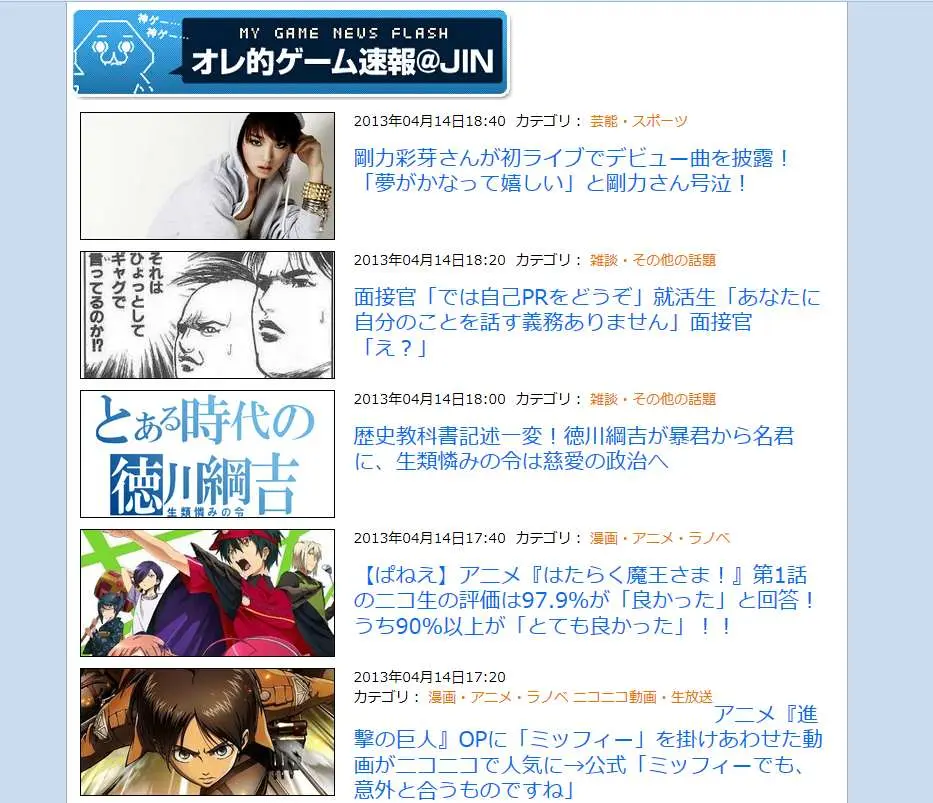 神ゲー…
神ゲー…
MY GAME NEWS FLASH
オレ的ゲーム速報@JIN
2013年04月14日18:40 カテゴリ： 芸能・スポーツ
剛力彩芽さんが初ライブでデビュー曲を披露！
「夢がかなって嬉しい」と剛力さん号泣！
それは
ひょっとして
ギャグで
言ってるのか!?
2013年04月14日18:20 カテゴリ： 雑談・その他の話題
面接官「では自己PRをどうぞ」就活生「あなたに
自分のことを話す義務ありません」面接官
「え？」
とある時代の
徳川綱吉
生類憐みの令
2013年04月14日18:00 カテゴリ： 雑談・その他の話題
歴史教科書記述一変！徳川綱吉が暴君から名君
に、生類憐みの令は慈愛の政治へ
2013年04月14日17:40 カテゴリ： 漫画・アニメ・ラノベ
【ぱねえ】アニメ『はたらく魔王さま！』第1話
のニコ生の評価は97.9%が「良かった」と回答！
うち90%以上が「とても良かった」！！
2013年04月14日17:20
カテゴリ： 漫画・アニメ・ラノベ ニコニコ動画・生放送
アニメ『進
撃の巨人』OPに「ミッフィー」を掛けあわせた動
画がニコニコで人気に→公式「ミッフィーでも、
意外と合うものですね」